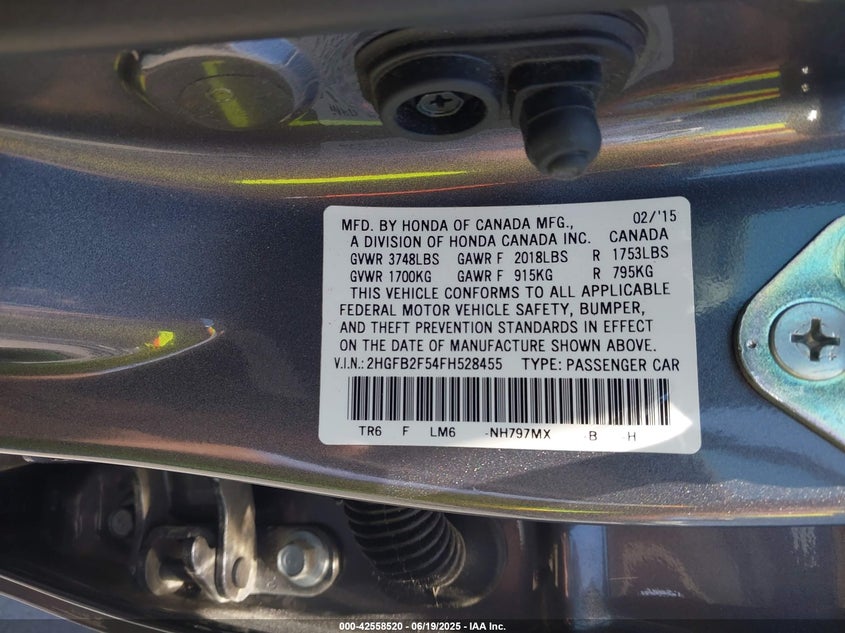 MFD. BY HONDA OF CANADA MFG., 02/'15
A DIVISION OF HONDA CANADA INC. CANADA
GVWR 3748LBS GAWR F 2018LBS R 1753LBS
GVWR 1700KG GAWR F 915KG R 795KG
THIS VEHICLE CONFORMS TO ALL APPLICABLE
FEDERAL MOTOR VEHICLE SAFETY, BUMPER,
AND THEFT PREVENTION STANDARDS IN EFFECT
ON THE DATE OF MANUFACTURE SHOWN ABOVE.
V.I.N.: 2HGFB2F54FH528455 TYPE: PASSENGER CAR
TR6 F LM6 -NH797MX -B -H
000-42558520 - 06/19/2025 - IAA Inc.